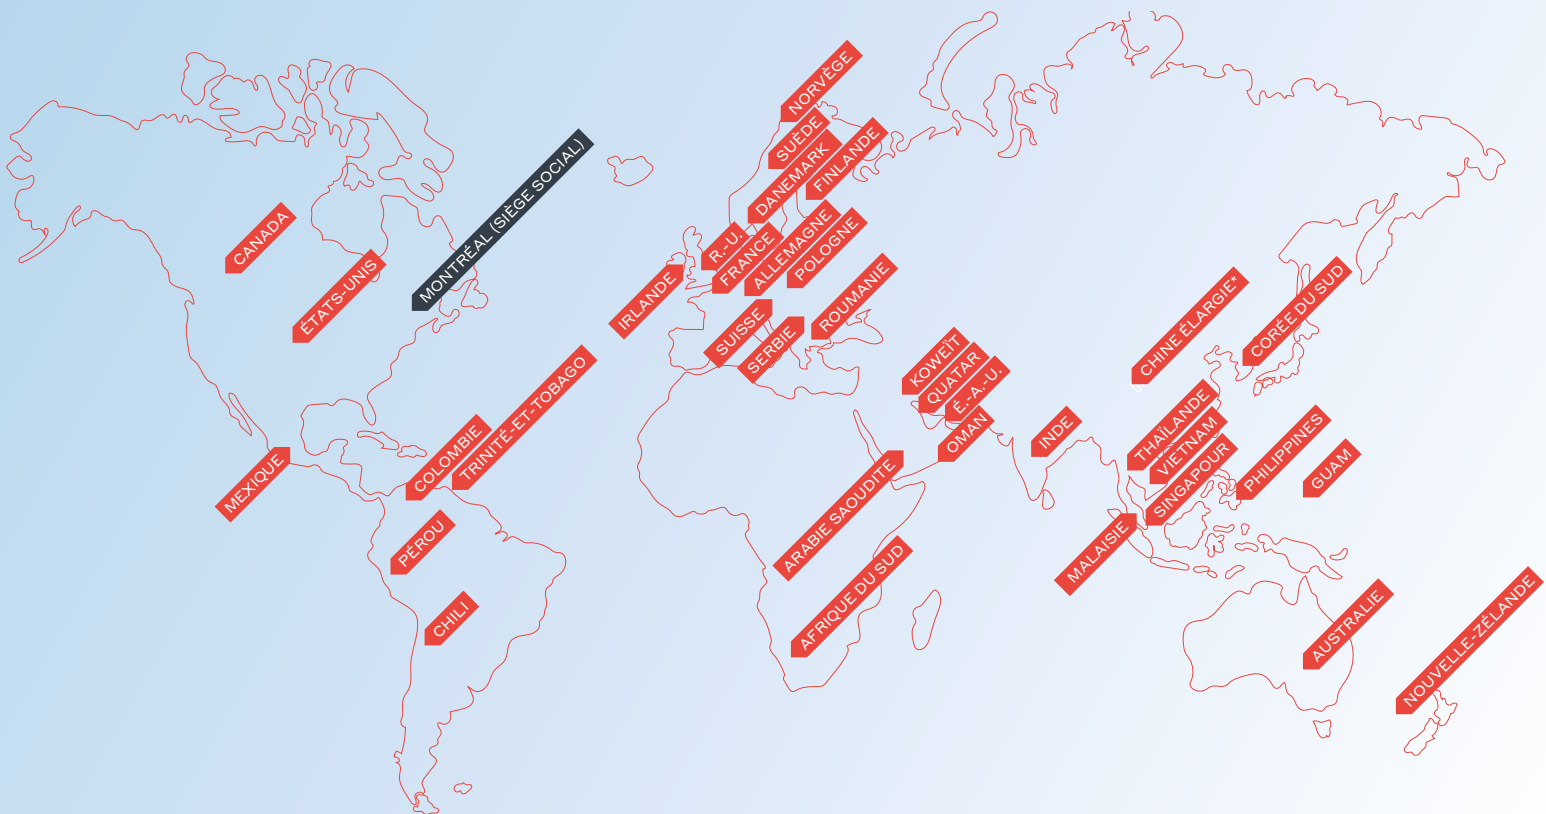 NORVÈGE
SUÈDE
DANEMARK
FINLANDE
MONTRÉAL (SIÈGE SOCIAL)
CANADA
ÉTATS-UNIS
R.-U.
FRANCE
ALLEMAGNE
POLOGNE
IRLANDE
SUISSE
SERBIE
ROUMANIE
CHINE ÉLARGIE*
CORÉE DU SUD
KOWEÏT
QUATAR
É.-A.-U.
OMAN
INDE
THAÏLANDE
VIETNAM
SINGAPOUR
PHILIPPINES
GUAM
MEXIQUE
COLOMBIE
TRINITÉ-ET-TOBAGO
ARABIE SAOUDITE
MALAISIE
PÉROU
CHILI
AFRIQUE DU SUD
AUSTRALIE
NOUVELLE-ZÉLANDE